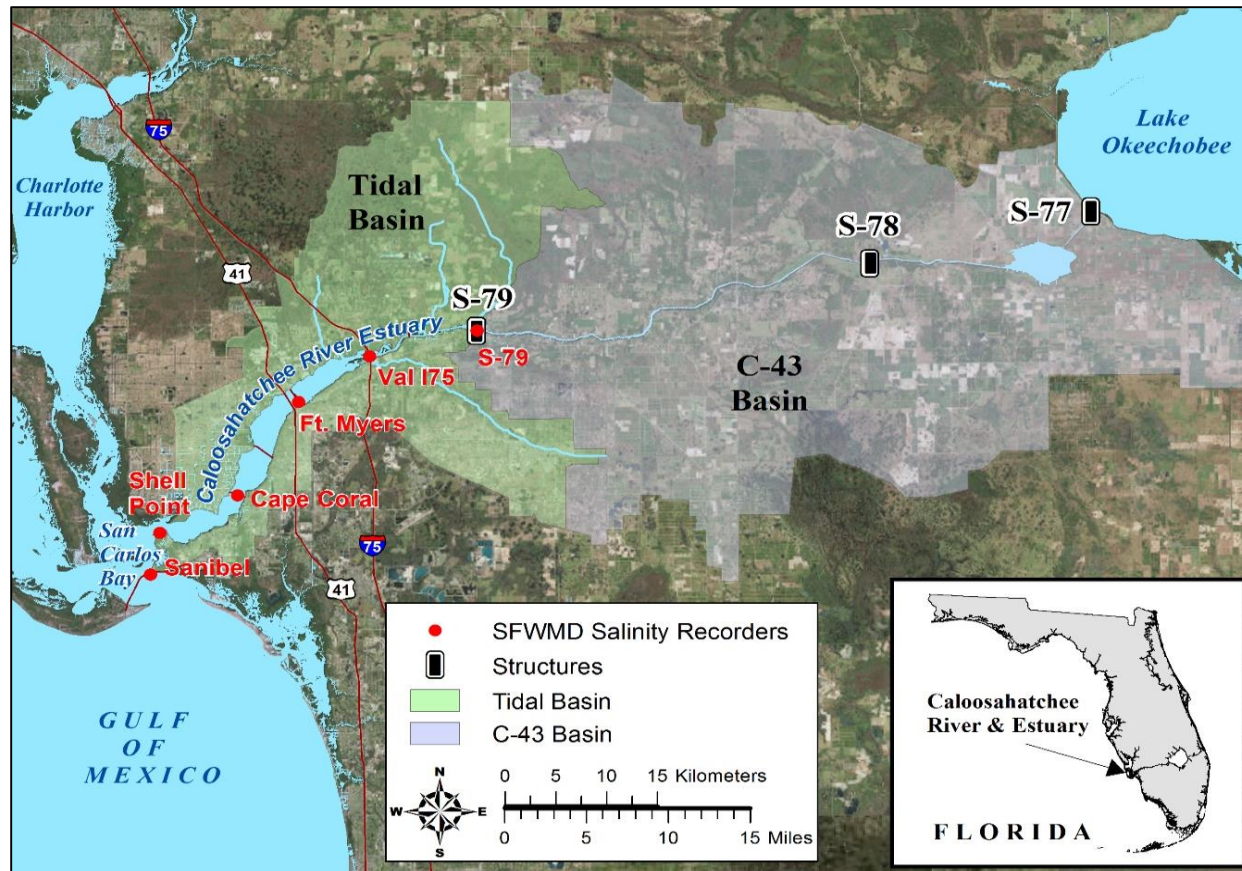 75
Lake
Okeechobee
Charlotte
Harbor
Tidal
Basin
S-77
S-78
41
S-79
S-79
Caloosahatchee River Estuary
Val I75
C-43
Basin
Ft. Myers
Shell
Point
Cape Coral
San
Carlos
Bay
Sanibel
75
41
GULF
OF
MEXICO
SFWMD Salinity Recorders
Structures
Tidal Basin
C-43 Basin
N
W E
S
0 5 10 15 Kilometers
0 5 10 15 Miles
Caloosahatchee
River & Estuary
FLORIDA